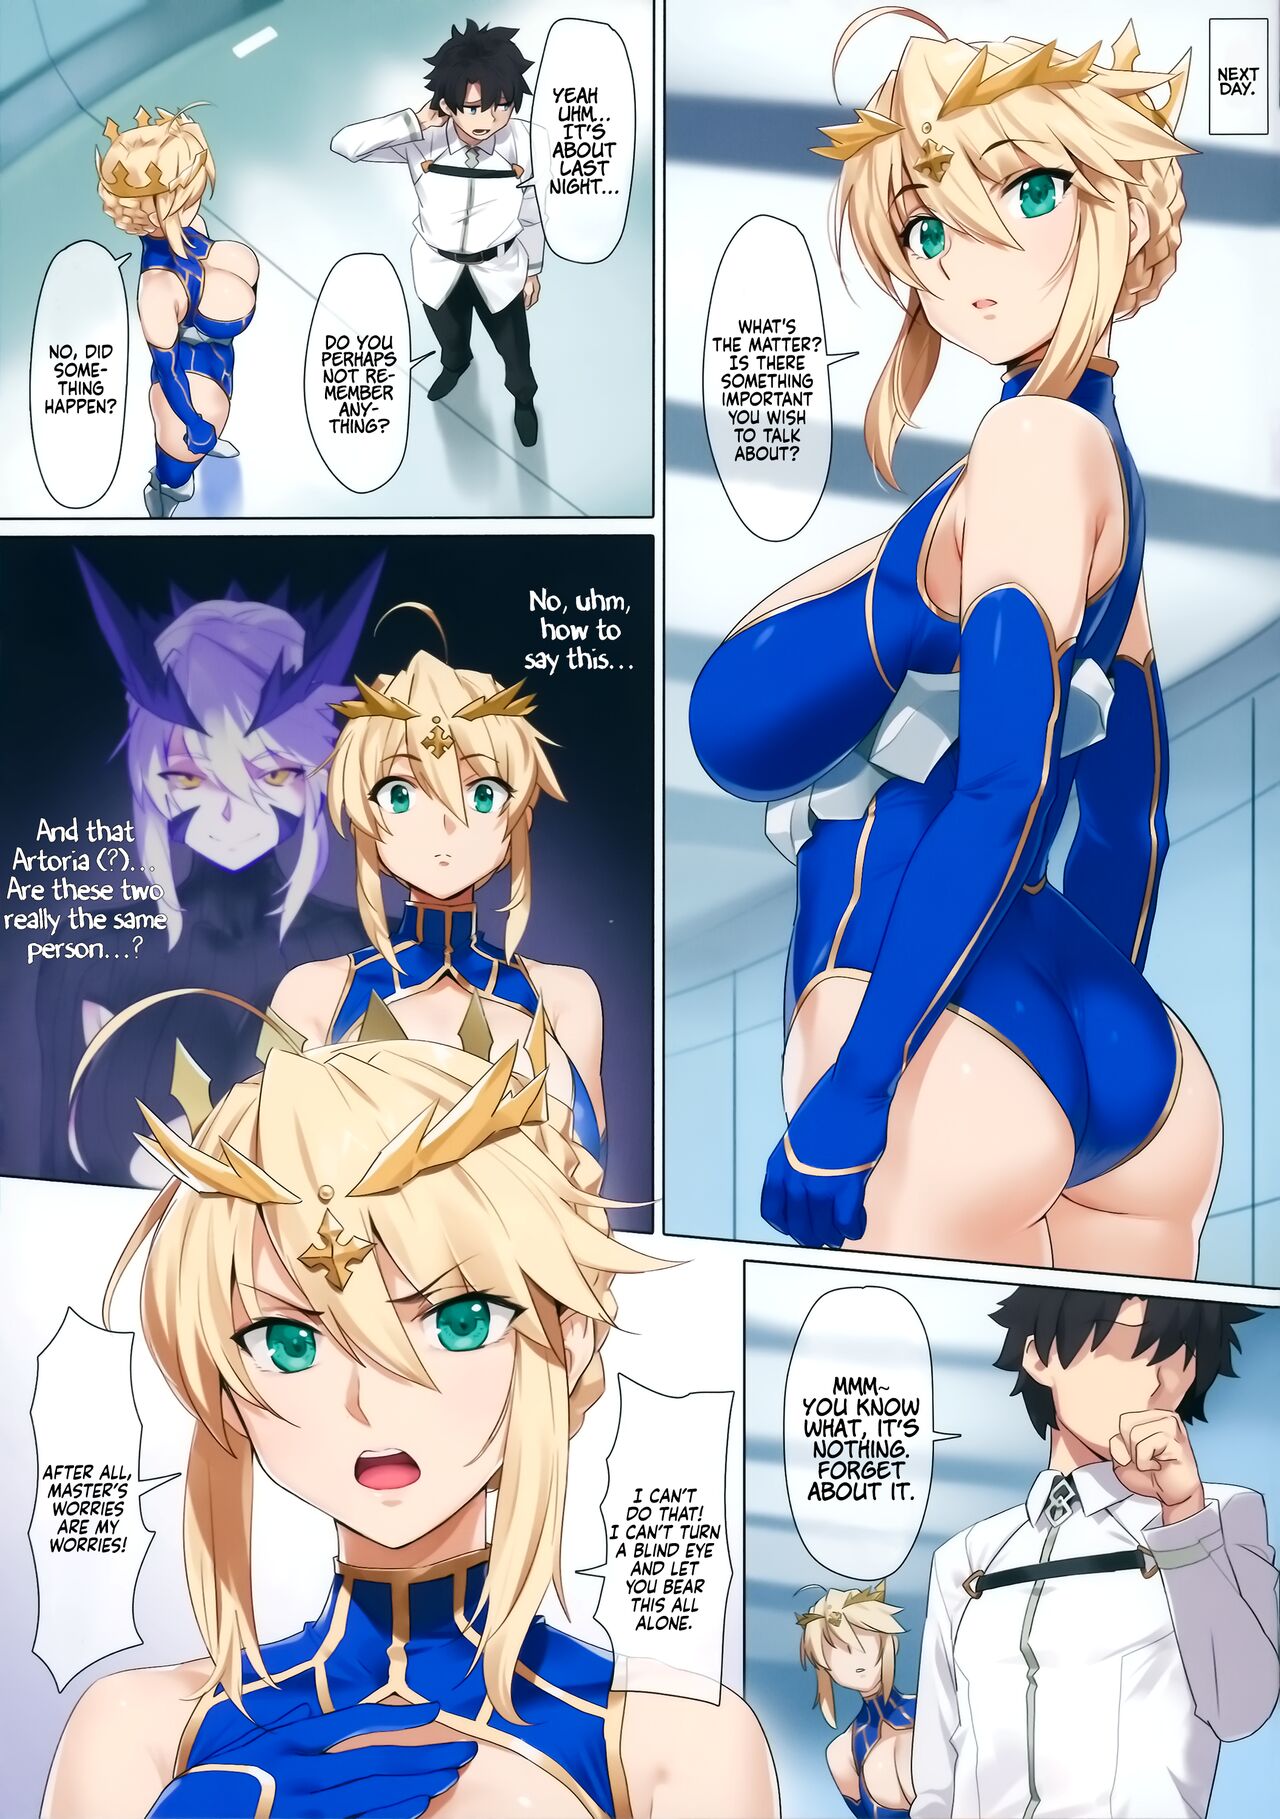 NEXT
DAY.
WHAT'S
THE MATTER?
IS THERE
SOMETHING
IMPORTANT
YOU WISH
TO TALK
ABOUT?
YEAH
UHM...
IT'S
ABOUT
LAST
NIGHT...
DO YOU
PERHAPS
NOT RE-
MEMBER
ANY-
THING?
NO, DID
SOME-
THING
HAPPEN?
No, uhm,
how to
say this...
And that
Artoria (?)...
Are these two
really the same
person...?
MMM~
YOU KNOW
WHAT, IT'S
NOTHING.
FORGET
ABOUT IT.
I CAN'T
DO THAT!
I CAN'T TURN
A BLIND EYE
AND LET
YOU BEAR
THIS ALL
ALONE.
AFTER ALL,
MASTER'S
WORRIES
ARE MY
WORRIES!